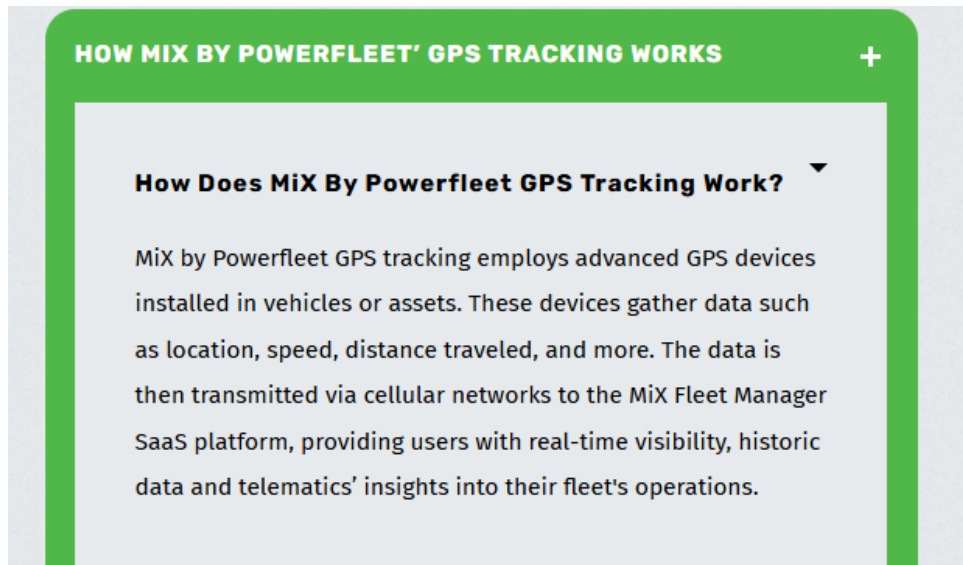 HOW MIX BY POWERFLEET’ GPS TRACKING WORKS +
How Does MiX By Powerfleet GPS Tracking Work?
MiX by Powerfleet GPS tracking employs advanced GPS devices
installed in vehicles or assets. These devices gather data such
as location, speed, distance traveled, and more. The data is
then transmitted via cellular networks to the MiX Fleet Manager
SaaS platform, providing users with real-time visibility, historic
data and telematics’ insights into their fleet's operations.